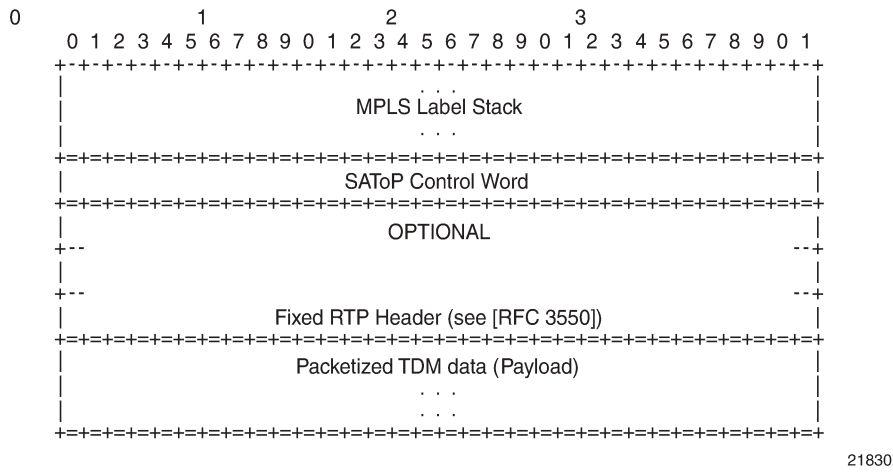 0 1 2 3
0 1 2 3 4 5 6 7 8 9 0 1 2 3 4 5 6 7 8 9 0 1 2 3 4 5 6 7 8 9 0 1
+-+-+-+-+-+-+-+-+-+-+-+-+-+-+-+-+-+-+-+-+-+-+-+-+-+-+-+-+-+-+-+-+
| . . . |
| MPLS Label Stack |
| . . . |
+=+=+=+=+=+=+=+=+=+=+=+=+=+=+=+=+=+=+=+=+=+=+=+=+=+=+=+=+=+=+=+=+
| SAToP Control Word |
+=+=+=+=+=+=+=+=+=+=+=+=+=+=+=+=+=+=+=+=+=+=+=+=+=+=+=+=+=+=+=+=+
| OPTIONAL |
+-- --+
| |
+-- --+
| Fixed RTP Header (see [RFC 3550]) |
+=+=+=+=+=+=+=+=+=+=+=+=+=+=+=+=+=+=+=+=+=+=+=+=+=+=+=+=+=+=+=+=+
| Packetized TDM data (Payload) |
| . . . |
| . . . |
+=+=+=+=+=+=+=+=+=+=+=+=+=+=+=+=+=+=+=+=+=+=+=+=+=+=+=+=+=+=+=+=+
21830